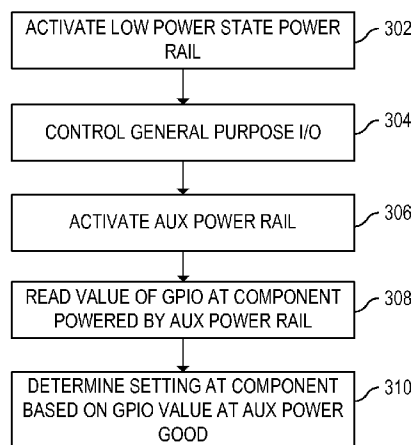 ACTIVATE LOW POWER STATE POWER
RAIL
302
CONTROL GENERAL PURPOSE I/O
304
ACTIVATE AUX POWER RAIL
306
READ VALUE OF GPIO AT COMPONENT
POWERED BY AUX POWER RAIL
308
DETERMINE SETTING AT COMPONENT
BASED ON GPIO VALUE AT AUX POWER
GOOD
310